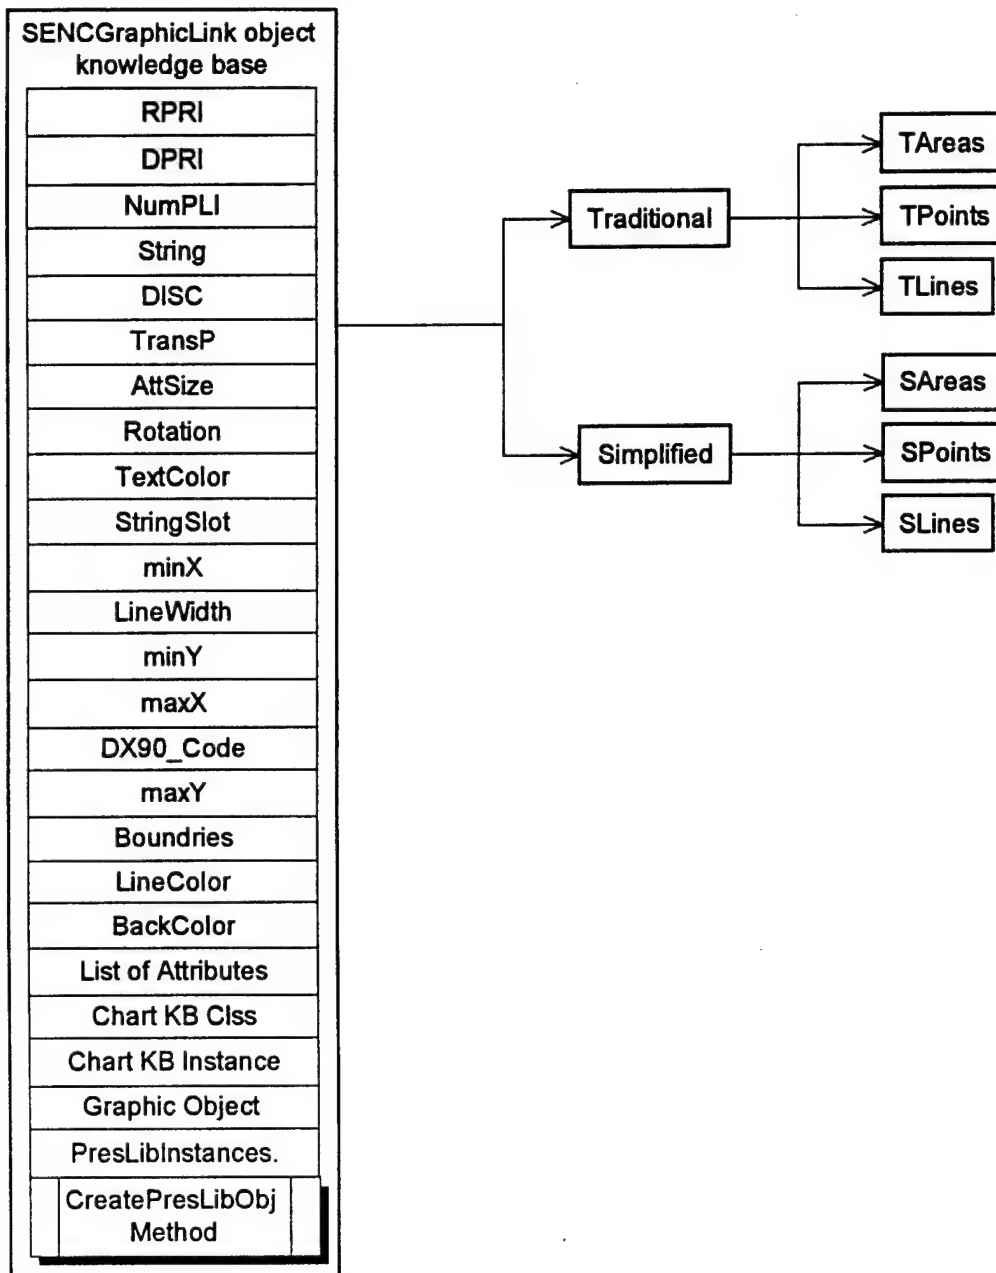 SENCGraphicLink object
knowledge base
RPRI
DPRI
NumPLI
String
DISC
TransP
AttSize
Rotation
TextColor
StringSlot
minX
LineWidth
minY
maxX
DX90_Code
maxY
Boundries
LineColor
BackColor
List of Attributes
Chart KB Clss
Chart KB Instance
Graphic Object
PresLibInstances.
CreatePresLibObj
Method
Traditional
Simplified
TAreas
TPoints
TLines
SAreas
SPoints
SLines